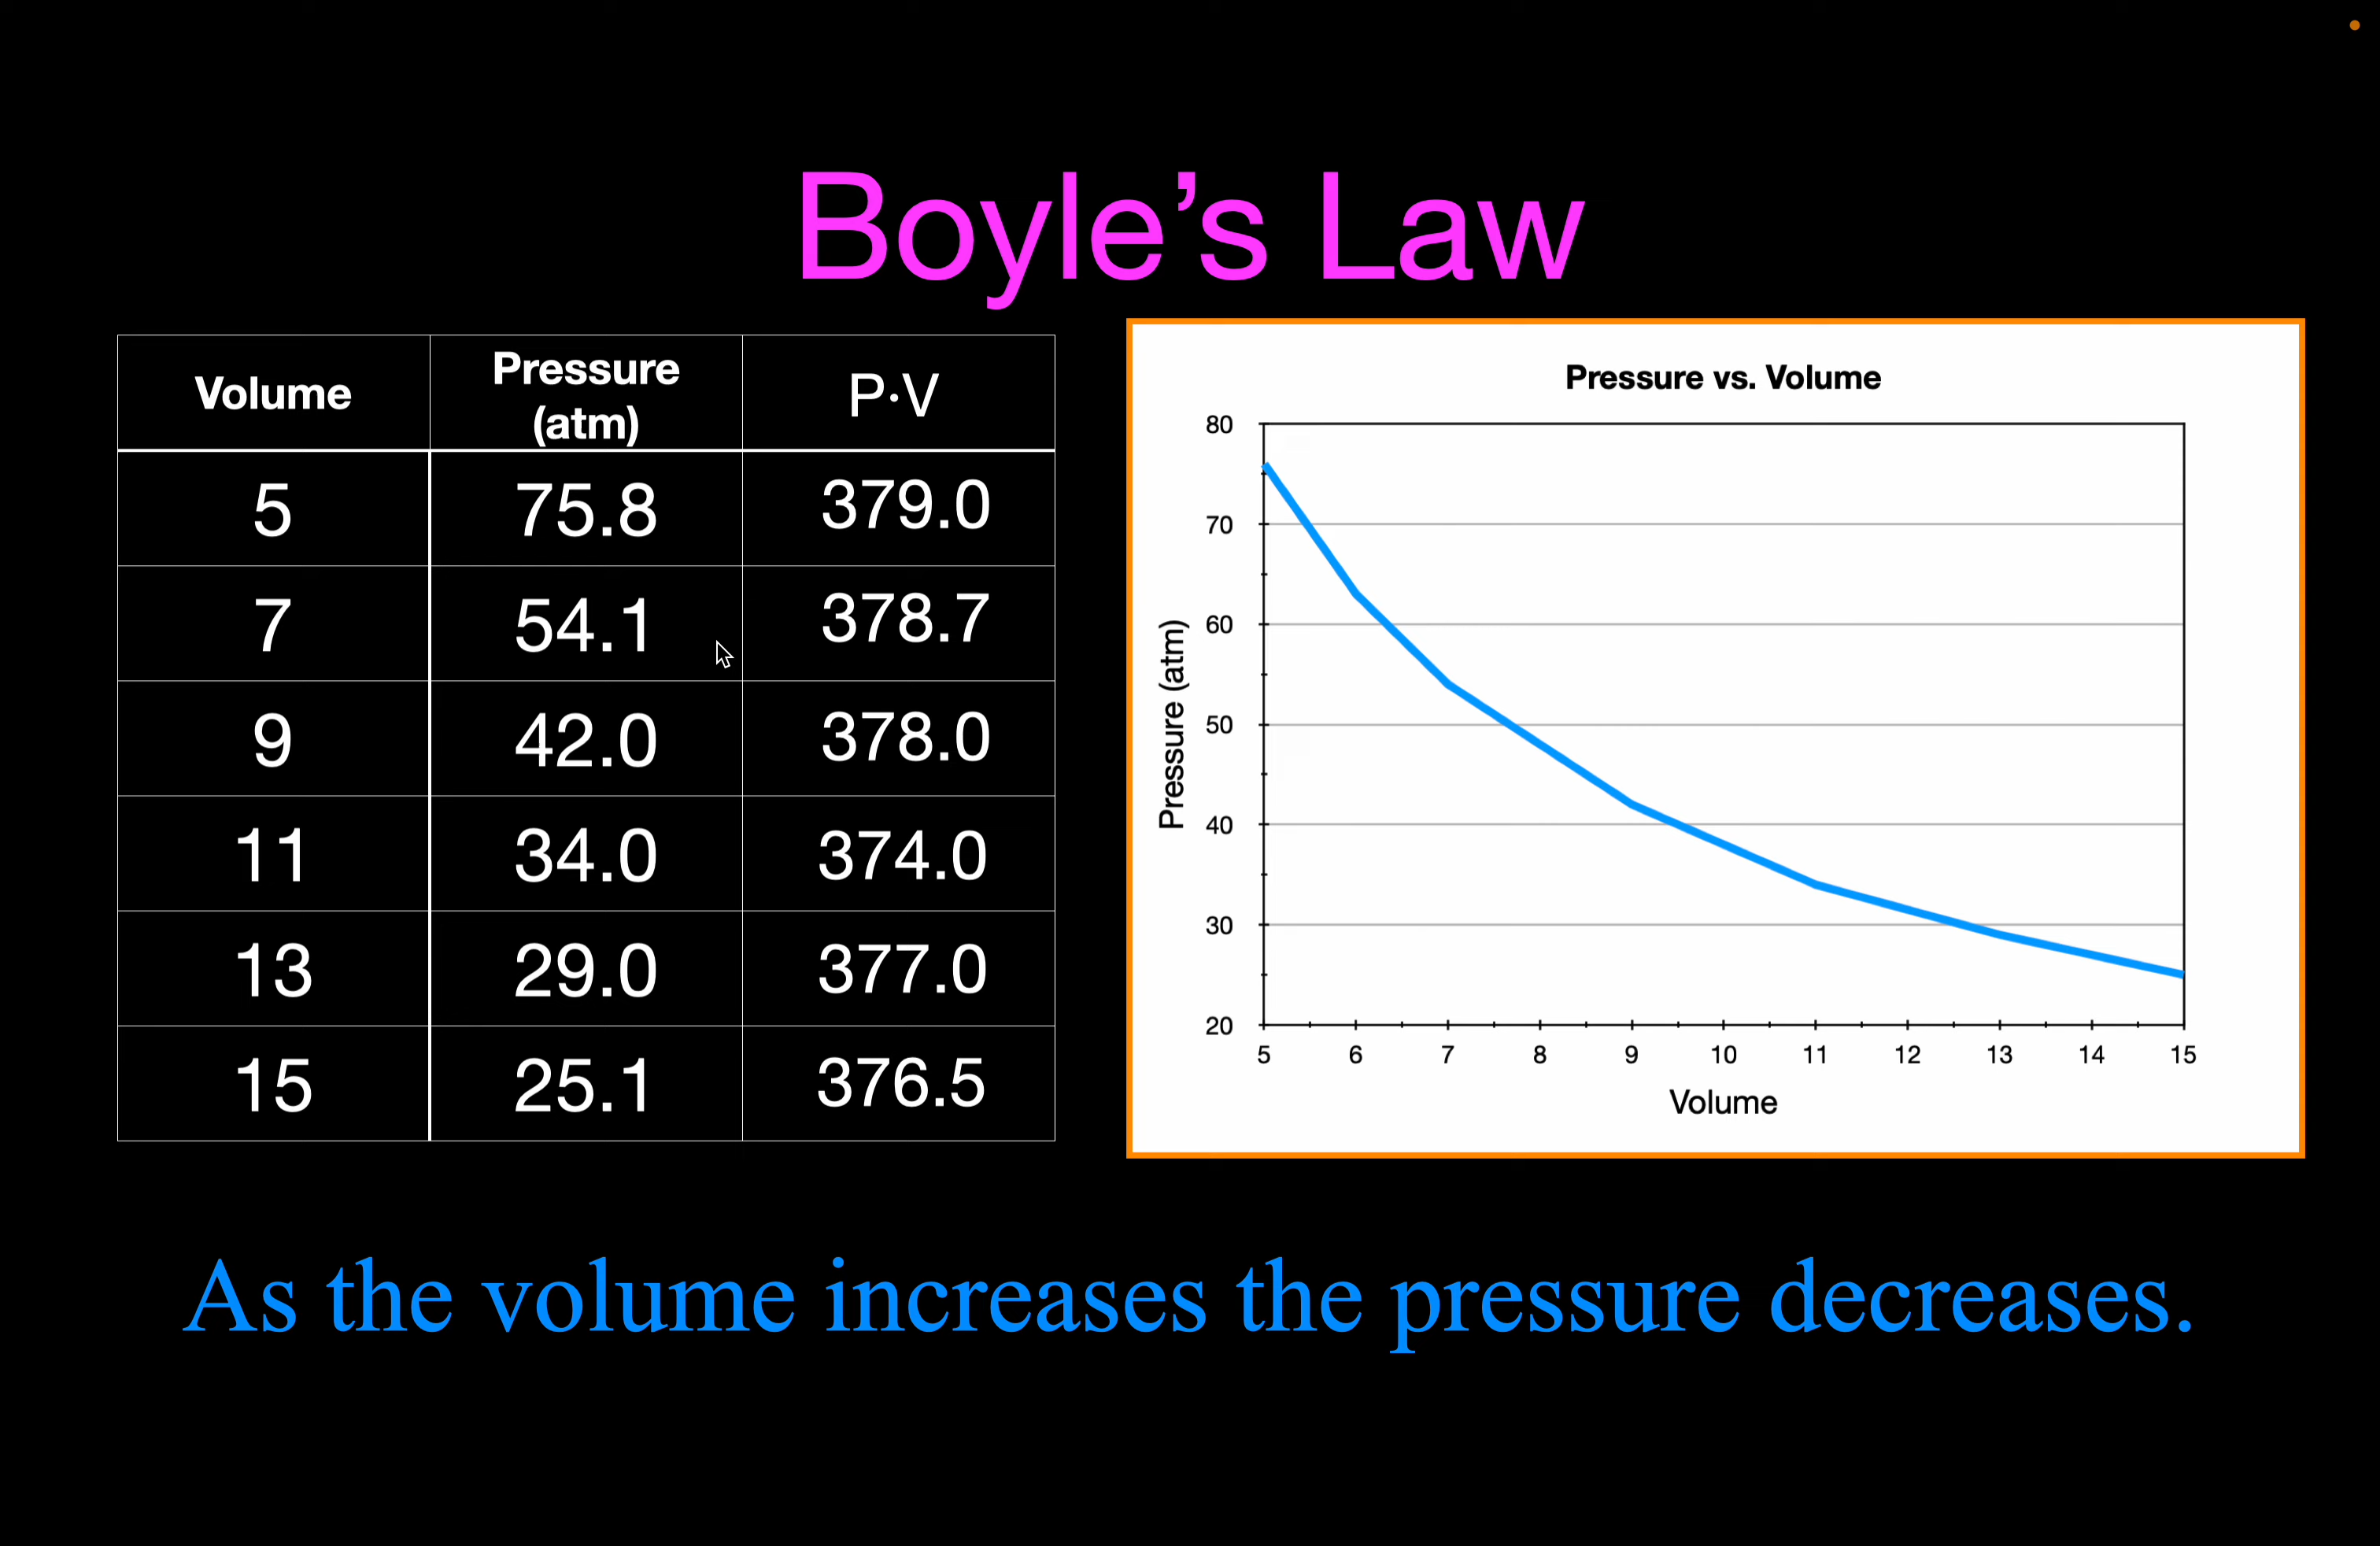 Boyle's Law
Volume Pressure (atm) P·V
5 75.8 379.0
7 54.1 378.7
9 42.0 378.0
11 34.0 374.0
13 29.0 377.0
15 25.1 376.5
Pressure vs. Volume
Pressure (atm)
80
70
60
50
40
30
20
5 6 7 8 9 10 11 12 13 14 15
Volume
As the volume increases the pressure decreases.